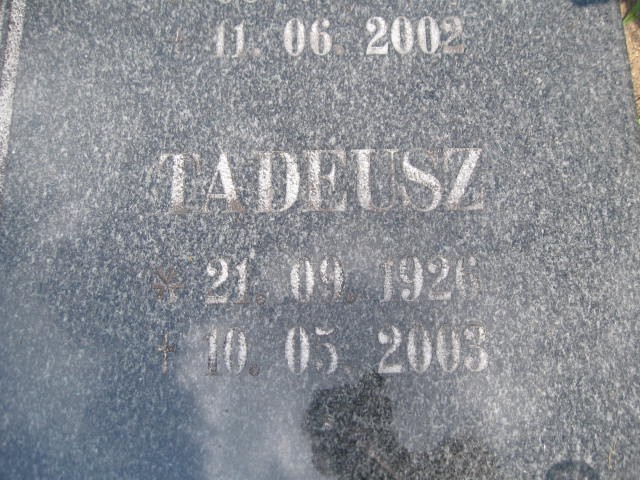 † 11. 06. 2002
TADEUSZ
* 21. 09. 1926
† 10. 05 2003